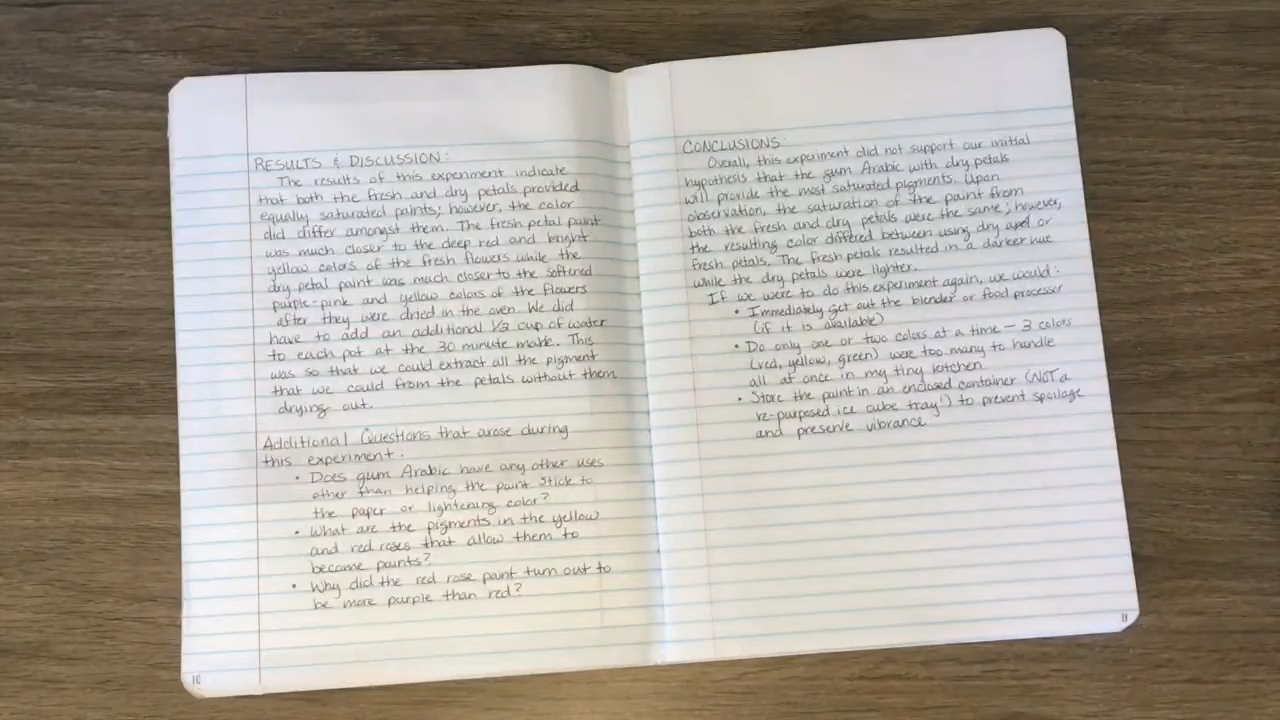 RESULTS & DISCUSSION:
The results of this experiment indicate
that both the fresh and dry petals provided
equally saturated paints; however, the color
did differ amongst them. The fresh petal paint
was much closer to the deep red and bright
yellow colors of the fresh flowers while the
dry petal paint was much closer to the softened
purple-pink and yellow colors of the flowers
after they were dried in the oven. We did
have to add an additional 1/2 cup of water
to each pot at the 30 minute mark. This
was so that we could extract all the pigment
that we could from the petals without them
drying out.
Additional Questions that arose during
this experiment:
• Does gum Arabic have any other uses
other than helping the paint stick to
the paper or lightening color?
• What are the pigments in the yellow
and red roses that allow them to
become paints?
• Why did the red rose paint turn out to
be more purple than red?
10
CONCLUSIONS:
Overall, this experiment did not support our initial
hypothesis that the gum Arabic with dry petals
will provide the most saturated pigments. Upon
observation, the saturation of the paint from
both the fresh and dry petals were the same; however,
the resulting color differed between using dry or
fresh petals. The fresh petals resulted in a darker hue
while the dry petals were lighter.
If we were to do this experiment again, we would:
• Immediately get out the blender or food processor
(if it is available)
• Do only one or two colors at a time – 3 colors
(red, yellow, green) were too many to handle
all at once in my tiny kitchen
• Store the paint in an enclosed container (NOT a
re-purposed ice cube tray!) to prevent spoilage
and preserve vibrance
11